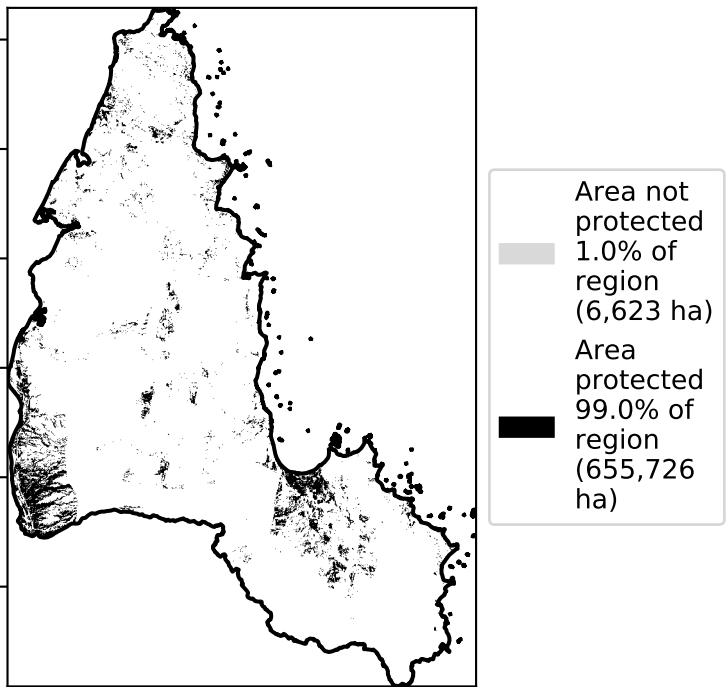 Area not
protected
1.0% of
region
(6,623 ha)
Area
protected
99.0% of
region
(655,726
ha)